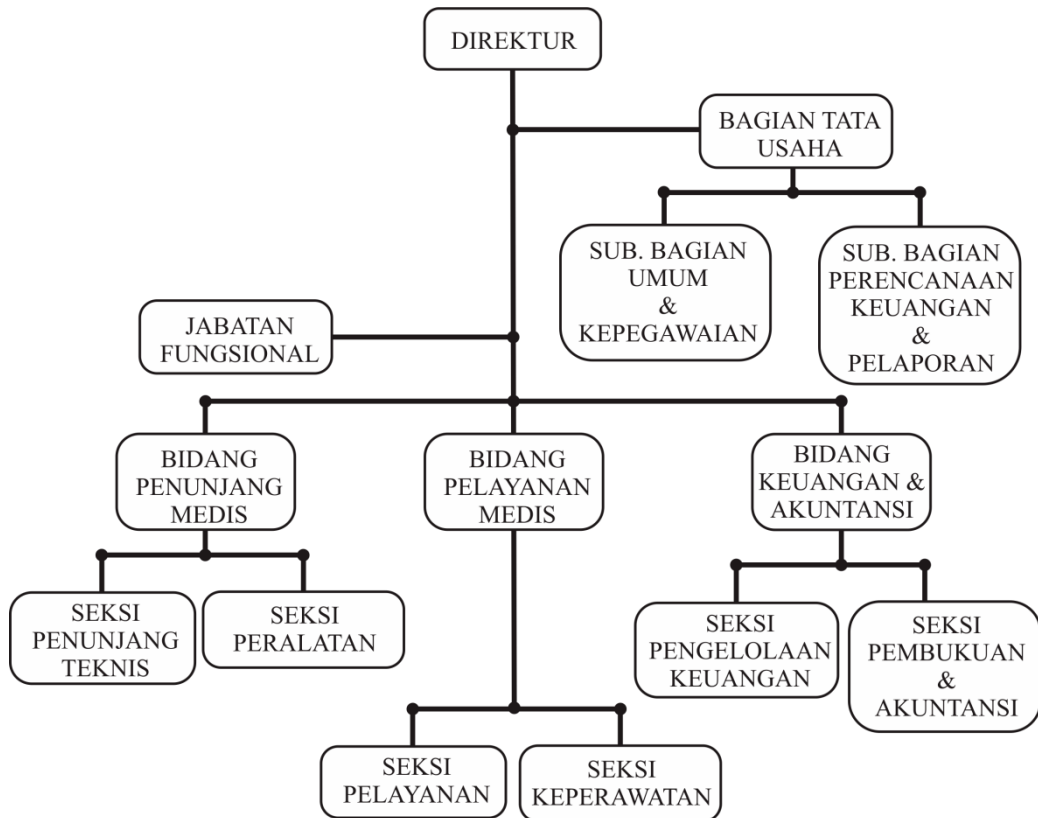 DIREKTUR
BAGIAN TATA
USAHA
SUB. BAGIAN
UMUM
&
KEPEGAWAIAN
SUB. BAGIAN
PERENCANAAN
KEUANGAN
&
PELAPORAN
JABATAN
FUNGSIONAL
BIDANG
PENUNJANG
MEDIS
BIDANG
PELAYANAN
MEDIS
BIDANG
KEUANGAN &
AKUNTANSI
SEKSI
PENUNJANG
TEKNIS
SEKSI
PERALATAN
SEKSI
PENGELOLAAN
KEUANGAN
SEKSI
PEMBUKUAN
&
AKUNTANSI
SEKSI
PELAYANAN
SEKSI
KEPERAWATAN